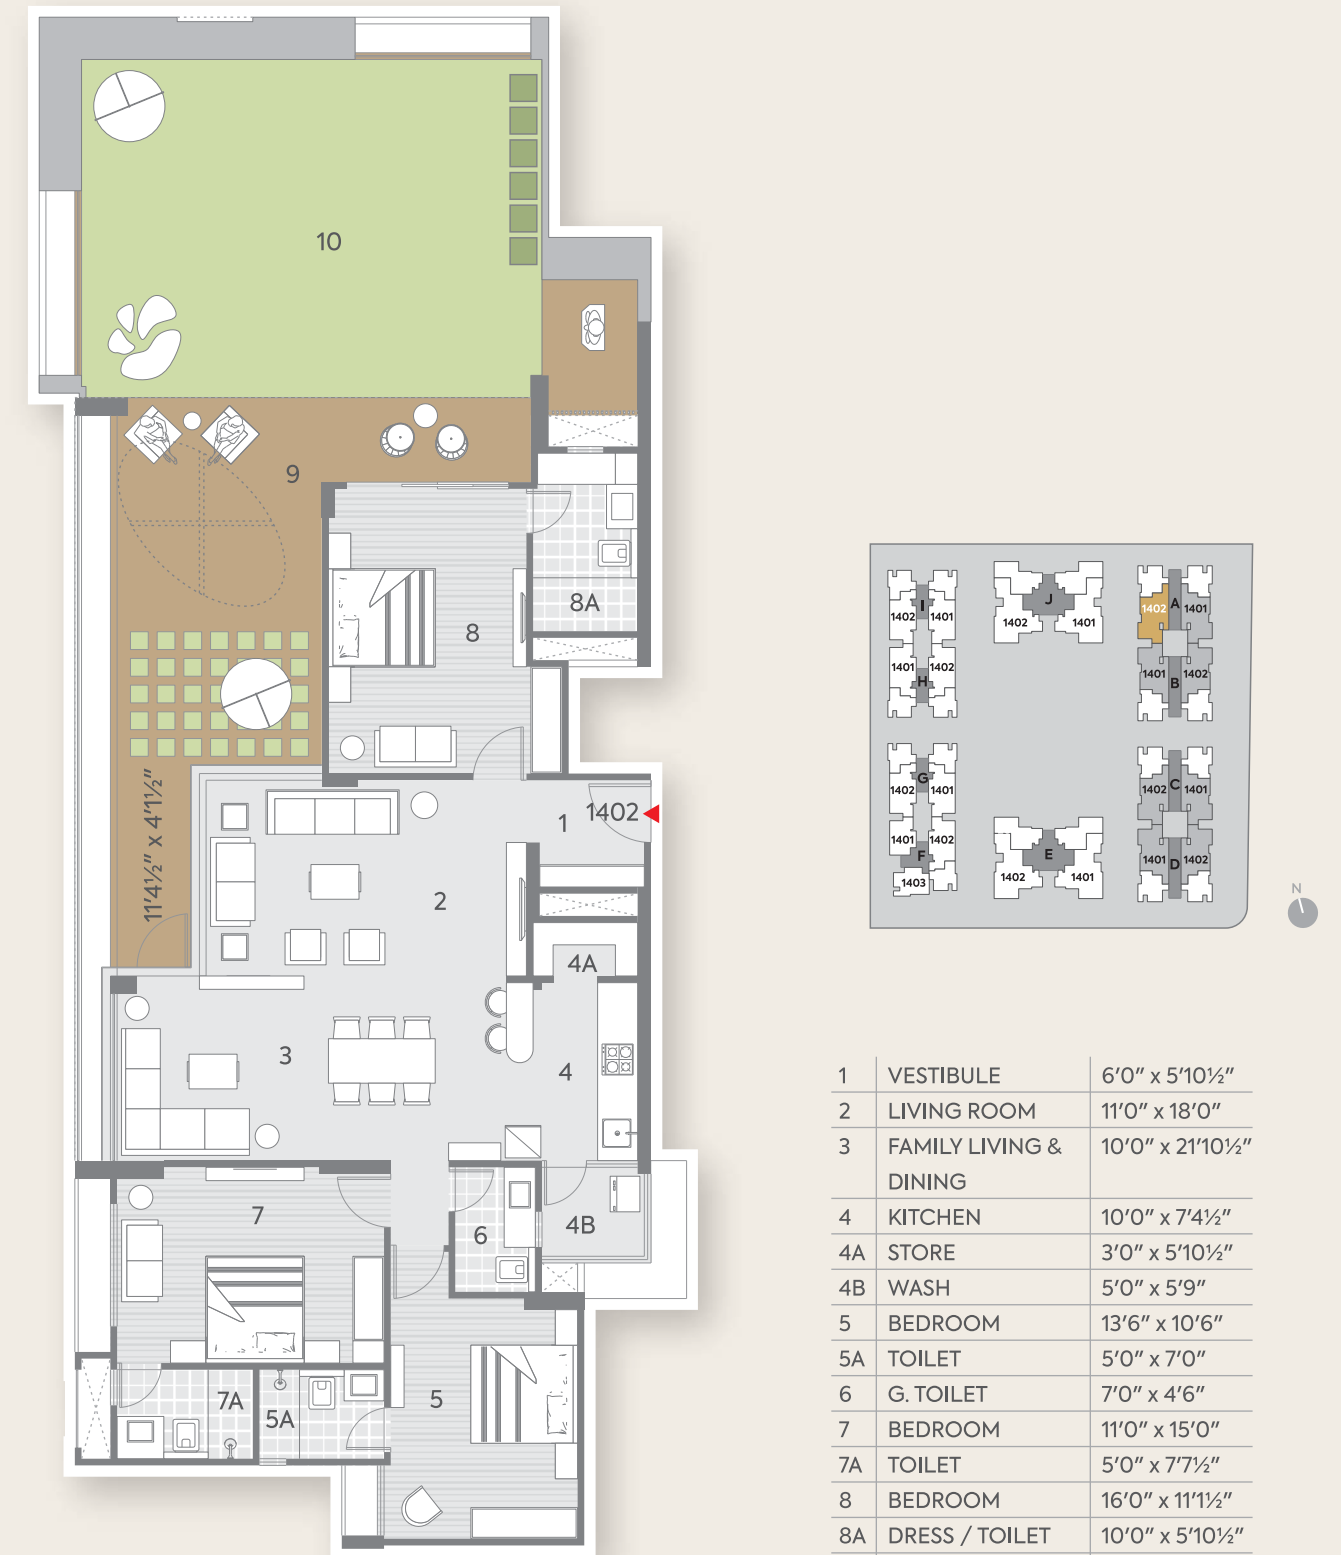 10
9
8A
8
11'4½" x 4'1½"
1
1402
2
4A
3
4
7
6
4B
7A
5A
5
I
1402
1401
J
1402
1401
1402
A
1401
1401
1402
H
1401
B
1402
G
1402
1401
C
1402
1401
1401
1402
F
1403
E
1402
1401
1401
D
1402
N
1 VESTIBULE 6'0" x 5'10½"
2 LIVING ROOM 11'0" x 18'0"
3 FAMILY LIVING & 10'0" x 21'10½"
DINING
4 KITCHEN 10'0" x 7'4½"
4A STORE 3'0" x 5'10½"
4B WASH 5'0" x 5'9"
5 BEDROOM 13'6" x 10'6"
5A TOILET 5'0" x 7'0"
6 G. TOILET 7'0" x 4'6"
7 BEDROOM 11'0" x 15'0"
7A TOILET 5'0" x 7'7½"
8 BEDROOM 16'0" x 11'1½"
8A DRESS / TOILET 10'0" x 5'10½"